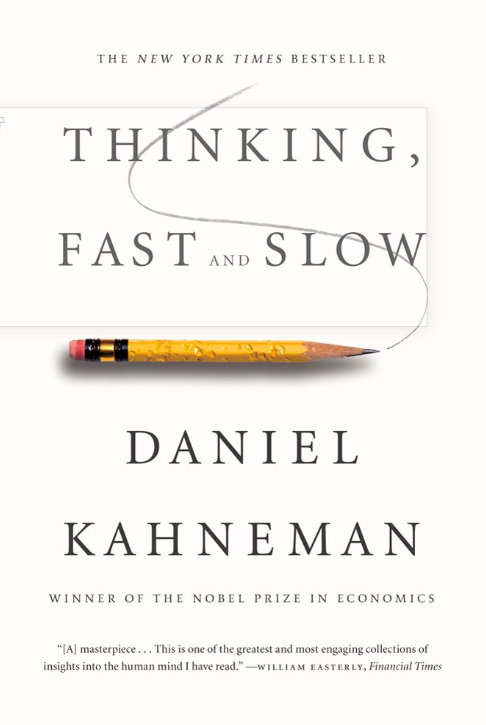 THE NEW YORK TIMES BESTSELLER
THINKING,
FAST AND SLOW
DANIEL
KAHNEMAN
WINNER OF THE NOBEL PRIZE IN ECONOMICS
“[A] masterpiece . . . This is one of the greatest and most engaging collections of
insights into the human mind I have read.” —WILLIAM EASTERLY, Financial Times